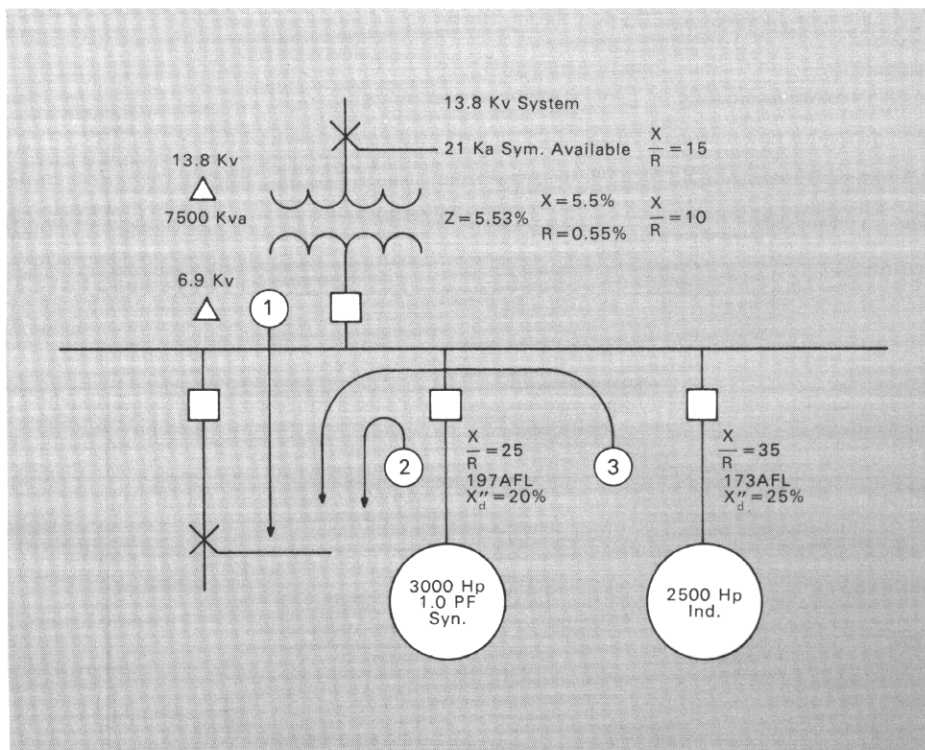 13.8 Kv System
21 Ka Sym. Available X/R = 15
13.8 Kv
△
7500 Kva
Z=5.53% X=5.5% R=0.55% X/R = 10
6.9 Kv
△
1
2
3
X/R = 25
197AFL
X″d = 20%
X/R = 35
173AFL
X″d = 25%
3000 Hp
1.0 PF
Syn.
2500 Hp
Ind.